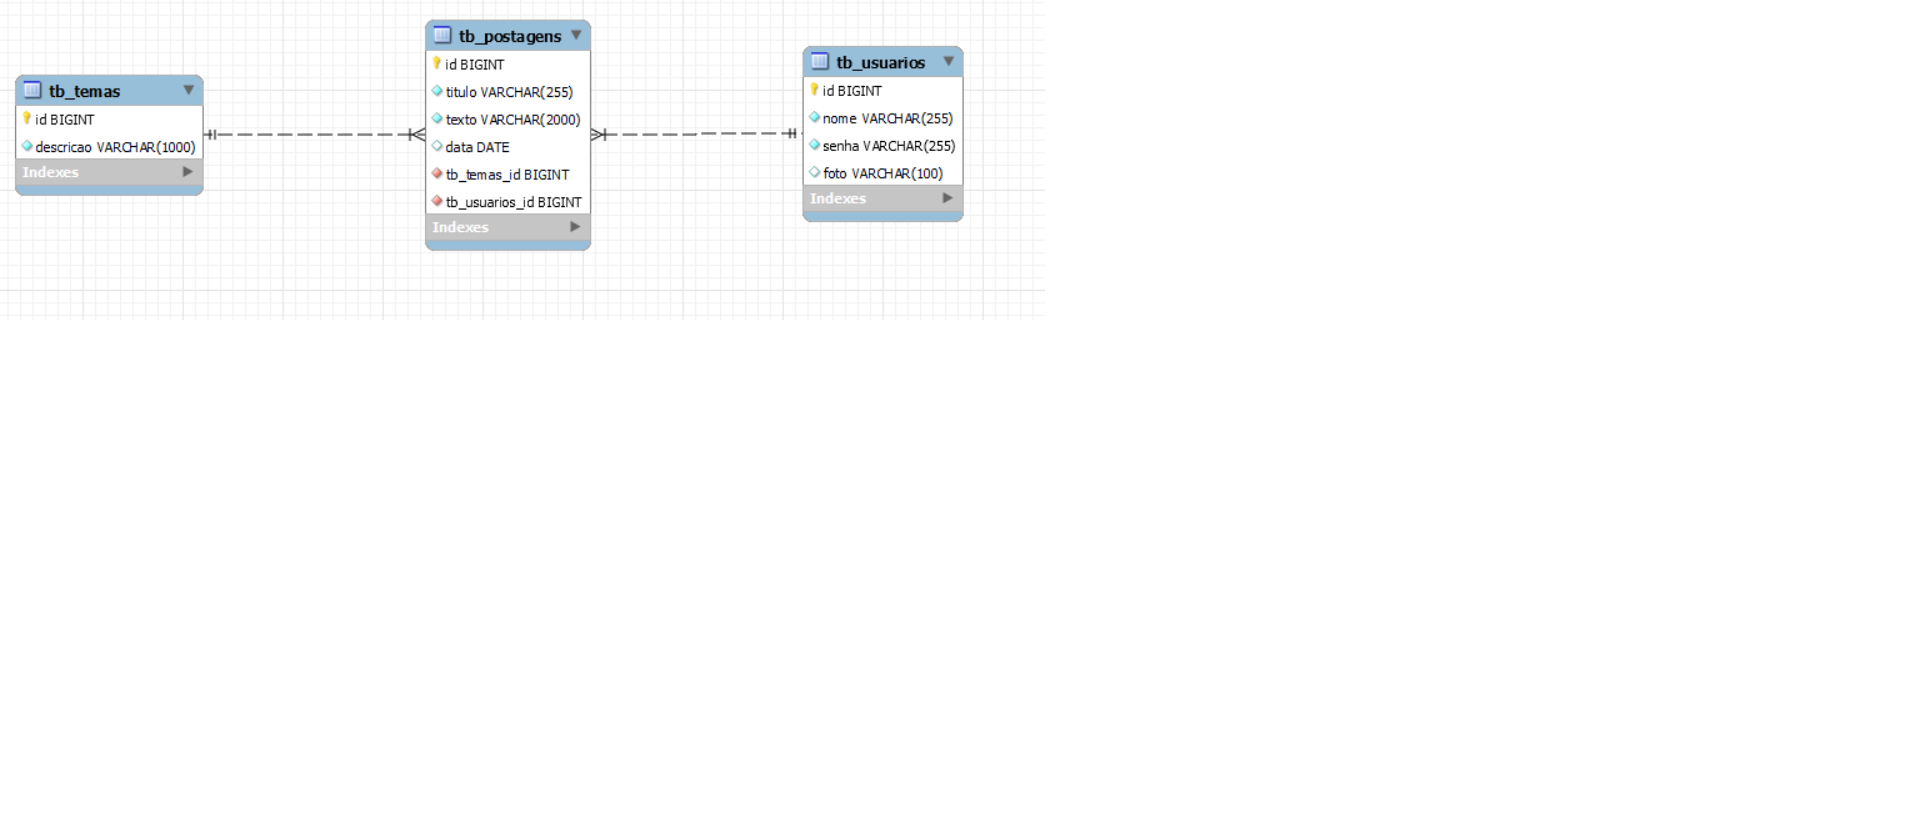 tb_temas
id BIGINT
descricao VARCHAR(1000)
Indexes
tb_postagens
id BIGINT
titulo VARCHAR(255)
texto VARCHAR(2000)
data DATE
tb_temas_id BIGINT
tb_usuarios_id BIGINT
Indexes
tb_usuarios
id BIGINT
nome VARCHAR(255)
senha VARCHAR(255)
foto VARCHAR(100)
Indexes